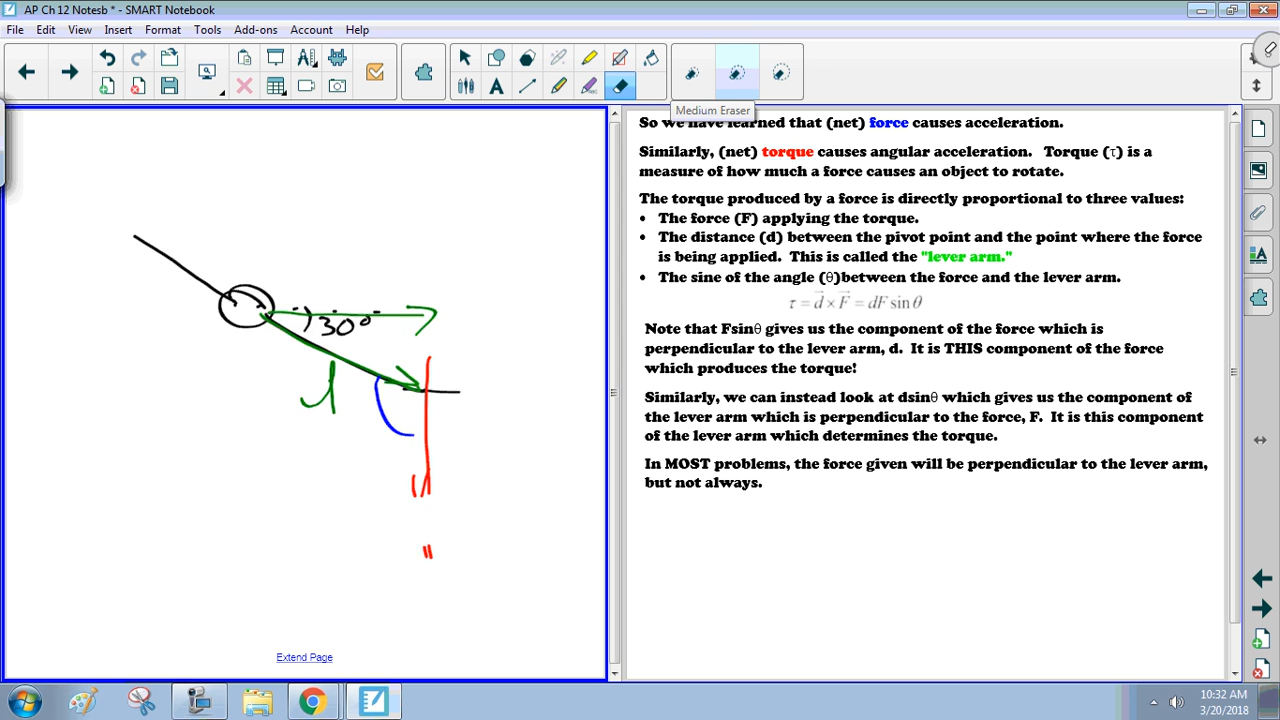 AP Ch 12 Notesb * - SMART Notebook
File Edit View Insert Format Tools Add-ons Account Help
Medium Eraser
30°
d
Extend Page
So we have learned that (net) force causes acceleration.
Similarly, (net) torque causes angular acceleration. Torque (τ) is a
measure of how much a force causes an object to rotate.
The torque produced by a force is directly proportional to three values:
• The force (F) applying the torque.
• The distance (d) between the pivot point and the point where the force
is being applied. This is called the "lever arm."
• The sine of the angle (θ)between the force and the lever arm.
τ = d⃗ × F⃗ = dF sin θ
Note that Fsinθ gives us the component of the force which is
perpendicular to the lever arm, d. It is THIS component of the force
which produces the torque!
Similarly, we can instead look at dsinθ which gives us the component of
the lever arm which is perpendicular to the force, F. It is this component
of the lever arm which determines the torque.
In MOST problems, the force given will be perpendicular to the lever arm,
but not always.
10:32 AM
3/20/2018